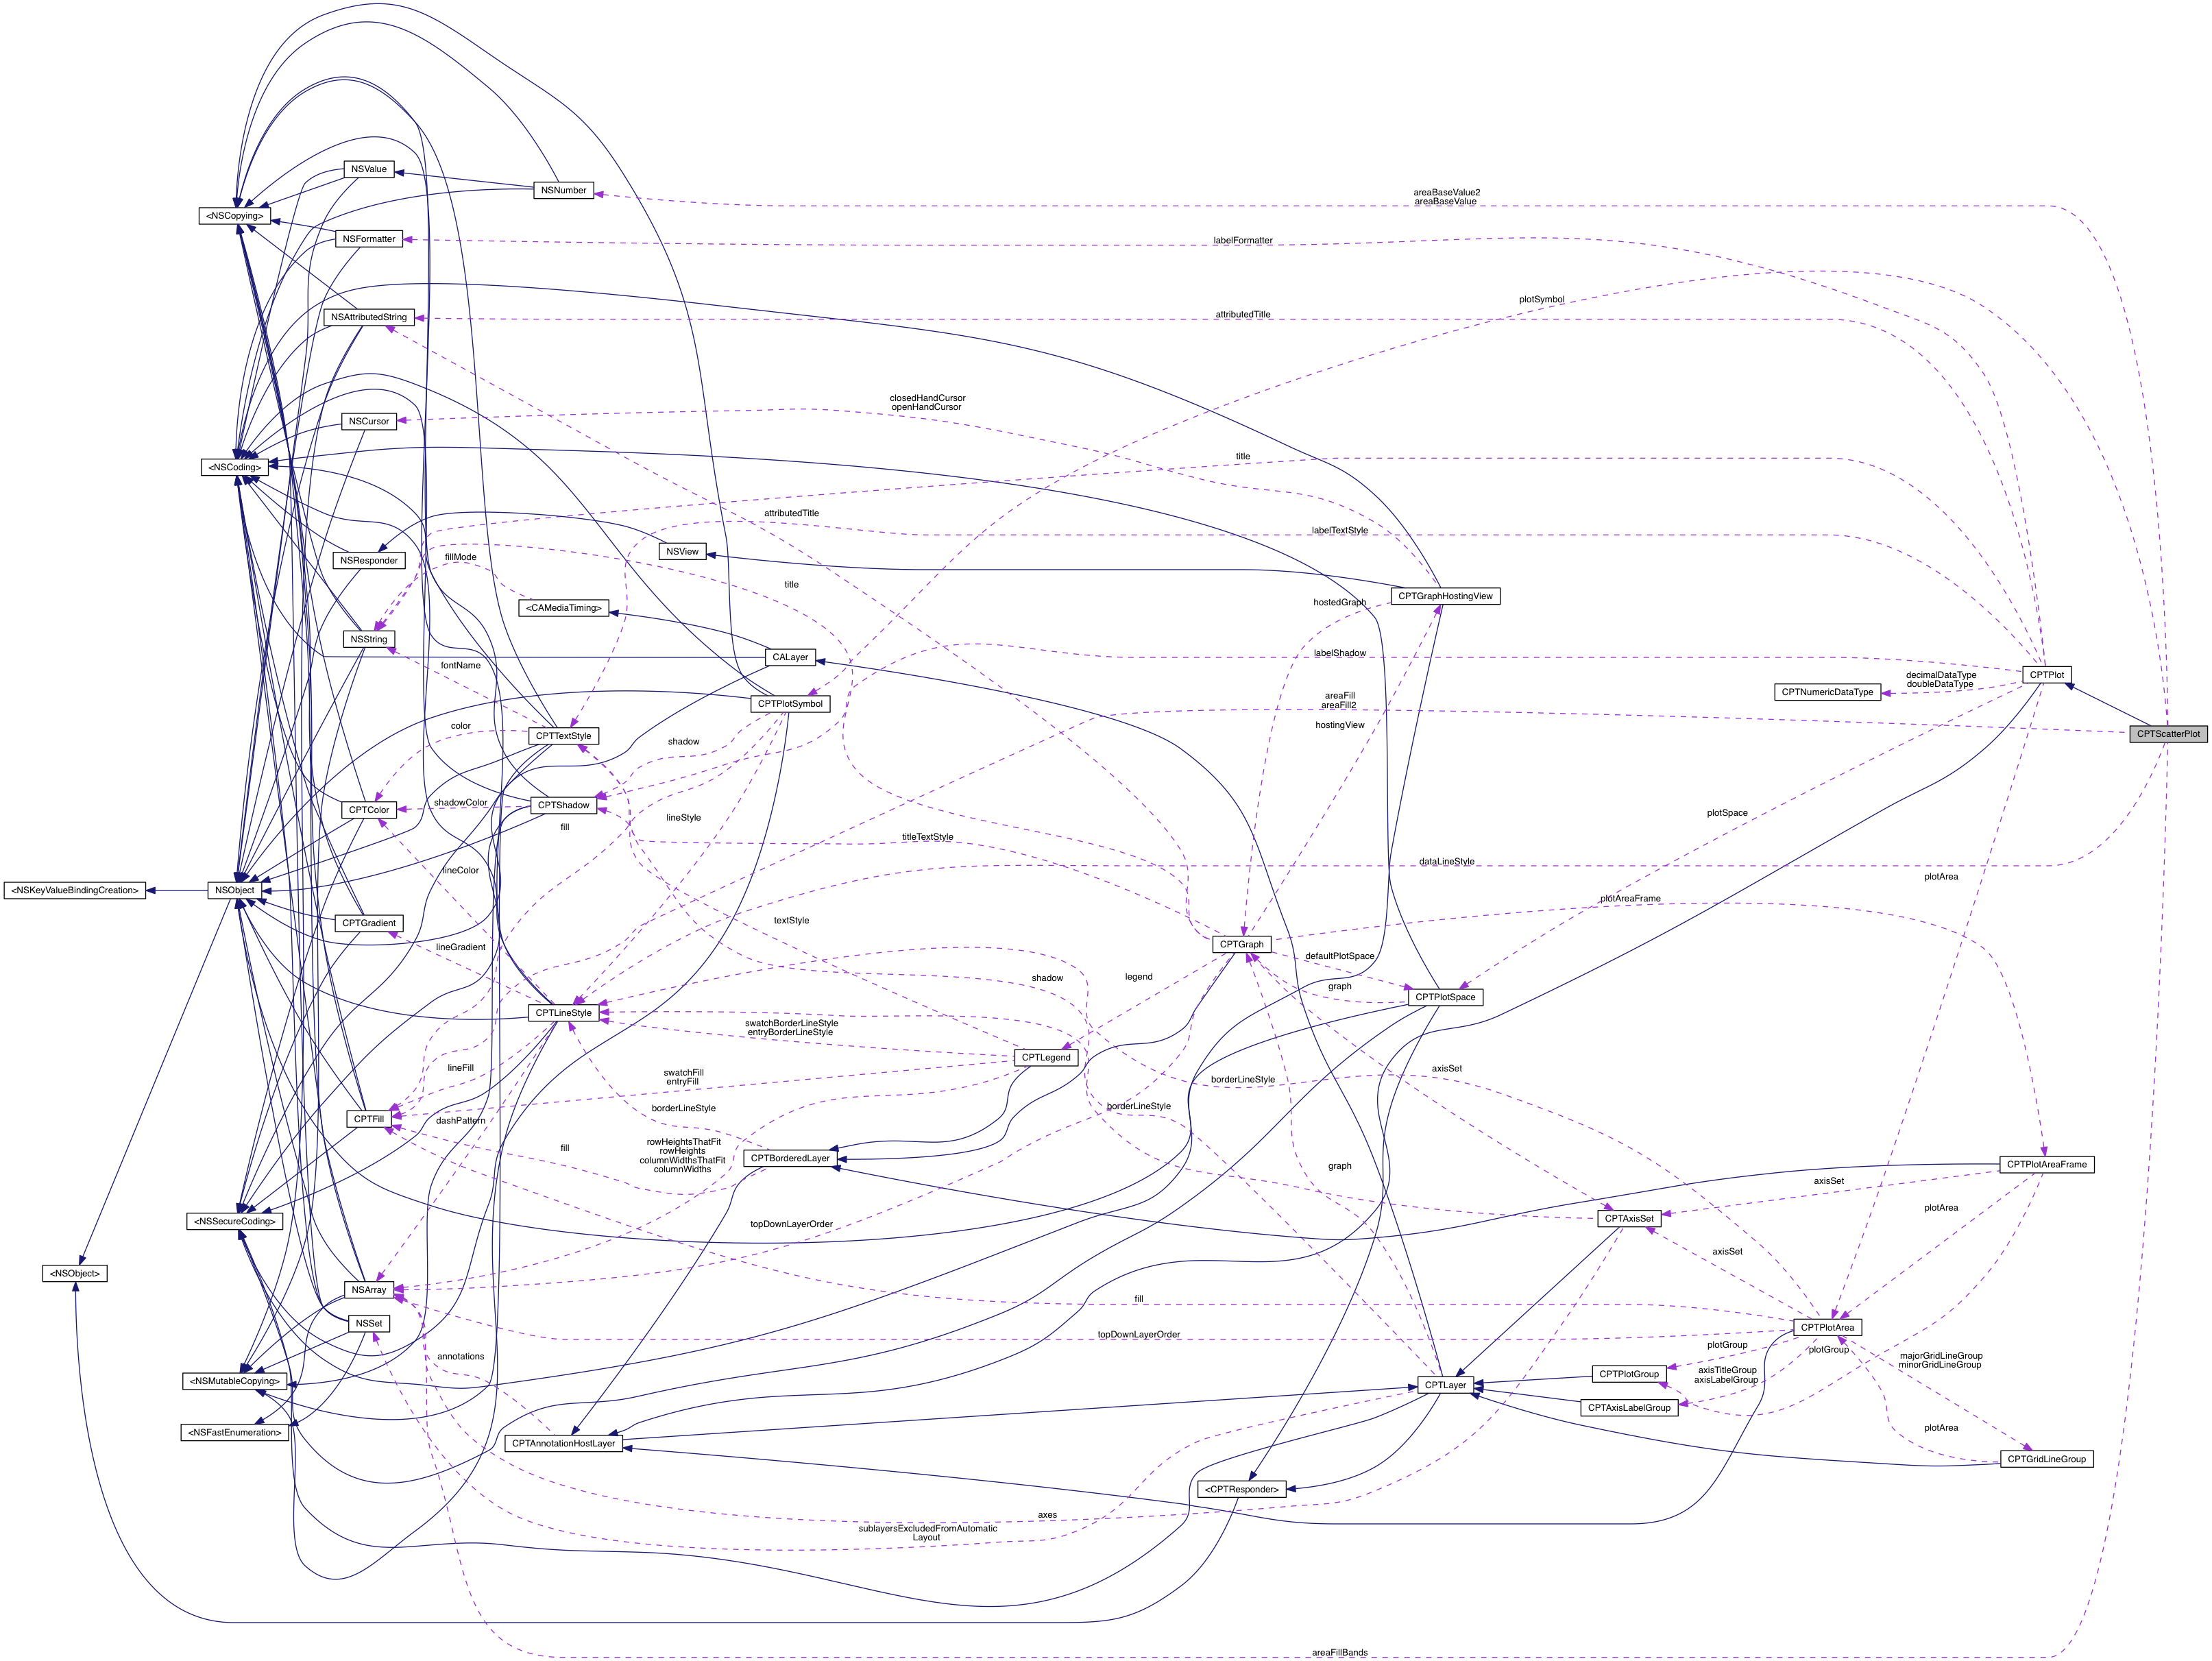 NSValue
NSNumber
areaBaseValue2
areaBaseValue
<NSCopying>
NSFormatter
labelFormatter
plotSymbol
NSAttributedString
attributedTitle
closedHandCursor
openHandCursor
NSCursor
title
<NSCoding>
attributedTitle
labelTextStyle
NSView
fillMode
NSResponder
title
CPTGraphHostingView
hostedGraph
<CAMediaTiming>
NSString
labelShadow
CALayer
fontName
CPTPlot
decimalDataType
doubleDataType
CPTNumericDataType
areaFill
areaFill2
CPTPlotSymbol
hostingView
color
CPTTextStyle
CPTScatterPlot
shadow
shadowColor
CPTShadow
CPTColor
plotSpace
lineStyle
fill
titleTextStyle
dataLineStyle
lineColor
plotArea
<NSKeyValueBindingCreation>
NSObject
plotAreaFrame
CPTGradient
textStyle
lineGradient
CPTGraph
defaultPlotSpace
legend
shadow
graph
CPTPlotSpace
CPTLineStyle
swatchBorderLineStyle
entryBorderLineStyle
CPTLegend
lineFill
swatchFill
entryFill
axisSet
borderLineStyle
borderLineStyle
borderLineStyle
CPTFill
dashPattern
fill
rowHeightsThatFit
rowHeights
columnWidthsThatFit
columnWidths
CPTBorderedLayer
graph
CPTPlotAreaFrame
axisSet
plotArea
<NSSecureCoding>
topDownLayerOrder
CPTAxisSet
axisSet
<NSObject>
NSArray
fill
NSSet
CPTPlotArea
topDownLayerOrder
plotGroup
plotGroup
annotations
majorGridLineGroup
minorGridLineGroup
axisTitleGroup
axisLabelGroup
CPTPlotGroup
<NSMutableCopying>
CPTLayer
CPTAxisLabelGroup
<NSFastEnumeration>
plotArea
CPTAnnotationHostLayer
CPTGridLineGroup
<CPTResponder>
axes
sublayersExcludedFromAutomatic
Layout
areaFillBands